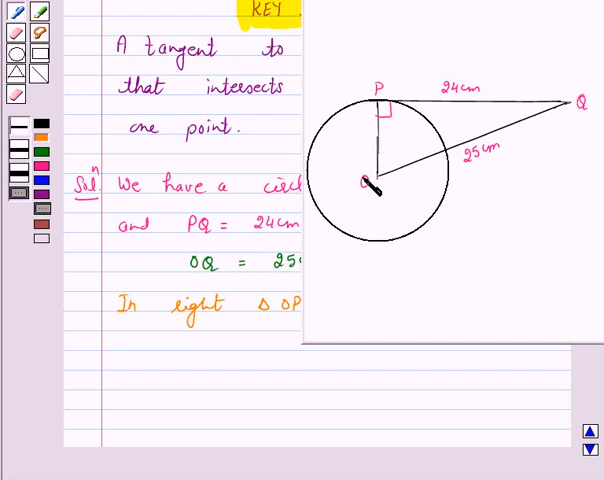 KEY
A tangent to
that intersects
one point.
Solⁿ. We have a circl
and PQ = 24cm
OQ = 25
In right Δ OP
P 24cm Q
25cm
O